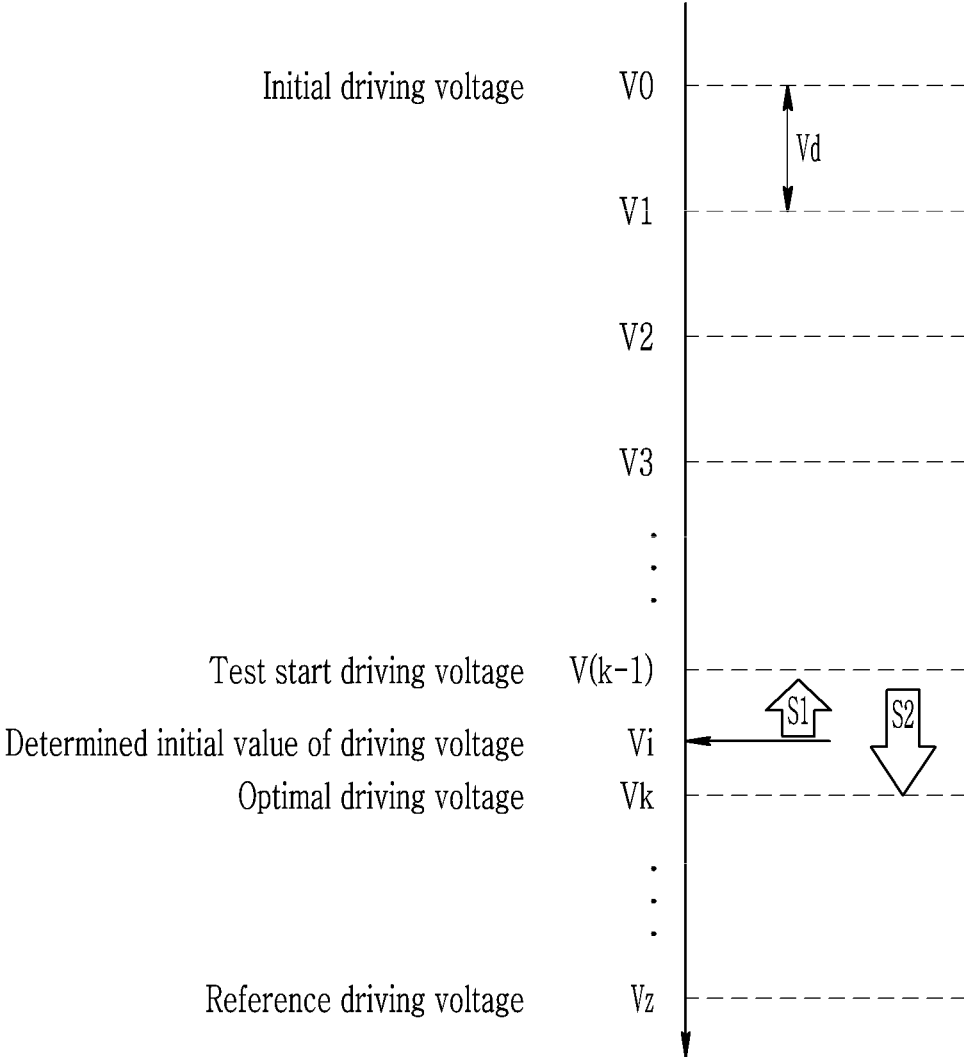 Initial driving voltage V0
Vd
V1
V2
V3
Test start driving voltage V(k-1)
S1 S2
Determined initial value of driving voltage Vi
Optimal driving voltage Vk
Reference driving voltage Vz